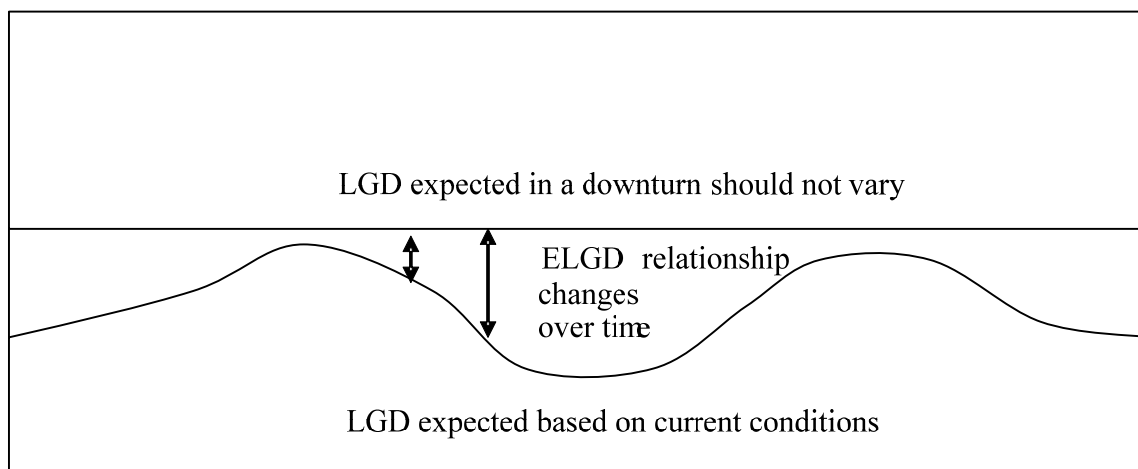 LGD expected in a downturn should not vary
ELGD relationship
changes
over time
LGD expected based on current conditions